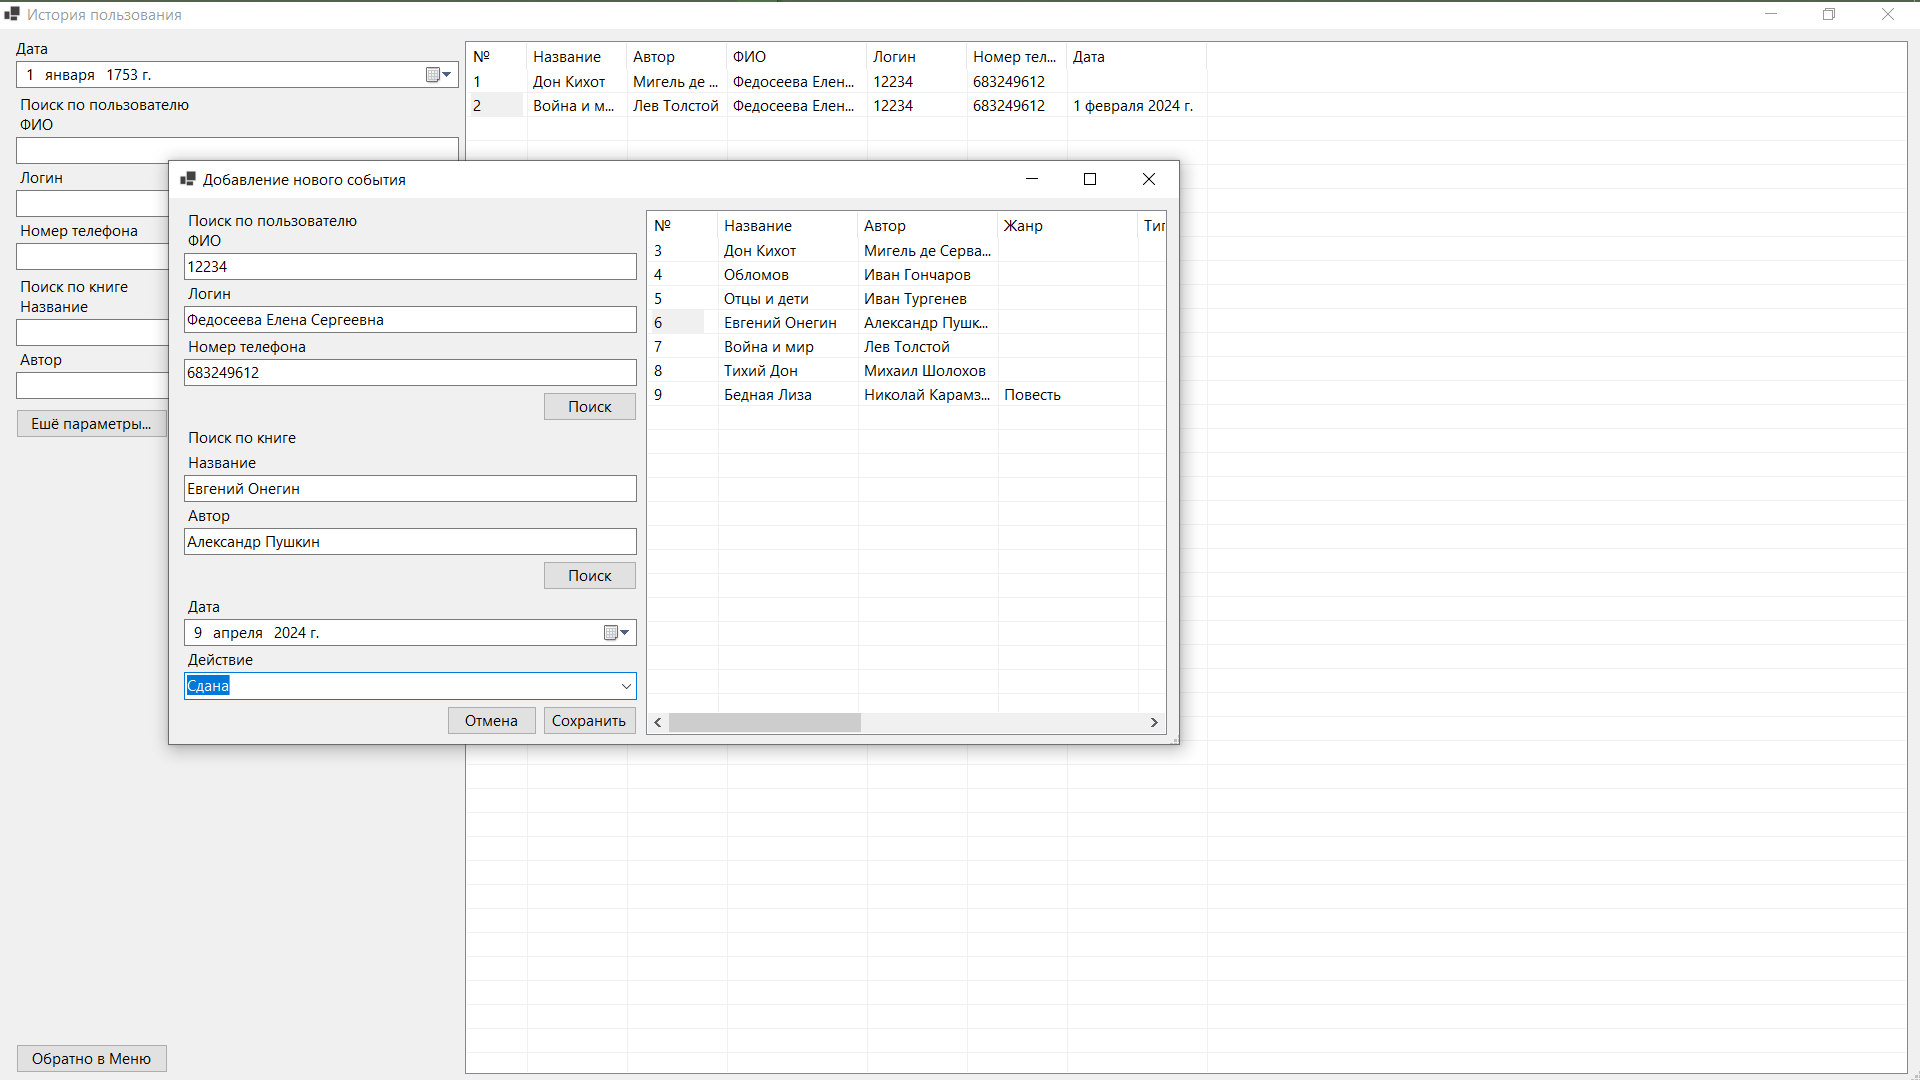 История пользования
Дата
1 января 1753 г.
Поиск по пользователю
ФИО
Логин
Номер телефона
Поиск по книге
Название
Автор
Ешё параметры...
Обратно в Меню
№ Название Автор ФИО Логин Номер тел... Дата
1 Дон Кихот Мигель де ... Федосеева Елен... 12234 683249612
2 Война и м... Лев Толстой Федосеева Елен... 12234 683249612 1 февраля 2024 г.
Добавление нового события
Поиск по пользователю
ФИО
12234
Логин
Федосеева Елена Сергеевна
Номер телефона
683249612
Поиск
Поиск по книге
Название
Евгений Онегин
Автор
Александр Пушкин
Поиск
Дата
9 апреля 2024 г.
Действие
Сдана
Отмена Сохранить
№ Название Автор Жанр Тип
3 Дон Кихот Мигель де Серва...
4 Обломов Иван Гончаров
5 Отцы и дети Иван Тургенев
6 Евгений Онегин Александр Пушк...
7 Война и мир Лев Толстой
8 Тихий Дон Михаил Шолохов
9 Бедная Лиза Николай Карамз... Повесть